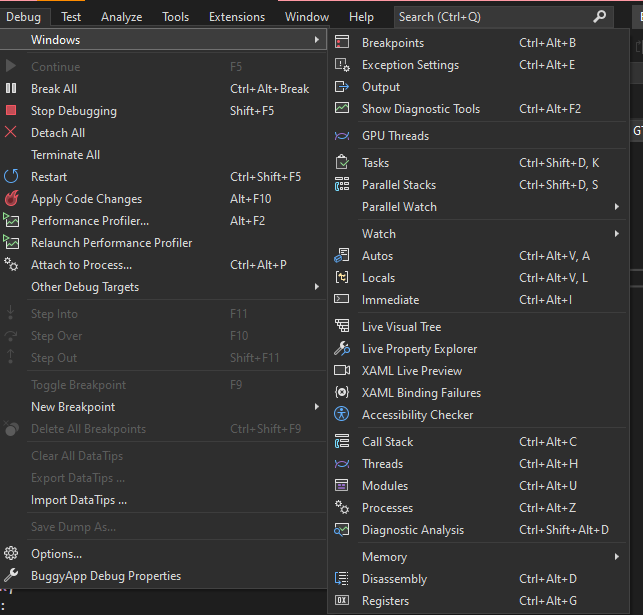 Debug Test Analyze Tools Extensions Window Help Search (Ctrl+Q)
Windows
Continue F5
Break All Ctrl+Alt+Break
Stop Debugging Shift+F5
Detach All
Terminate All
Restart Ctrl+Shift+F5
Apply Code Changes Alt+F10
Performance Profiler... Alt+F2
Relaunch Performance Profiler
Attach to Process... Ctrl+Alt+P
Other Debug Targets
Step Into F11
Step Over F10
Step Out Shift+F11
Toggle Breakpoint F9
New Breakpoint
Delete All Breakpoints Ctrl+Shift+F9
Clear All DataTips
Export DataTips ...
Import DataTips ...
Save Dump As...
Options...
BuggyApp Debug Properties
Breakpoints Ctrl+Alt+B
Exception Settings Ctrl+Alt+E
Output
Show Diagnostic Tools Ctrl+Alt+F2
GPU Threads
Tasks Ctrl+Shift+D, K
Parallel Stacks Ctrl+Shift+D, S
Parallel Watch
Watch
Autos Ctrl+Alt+V, A
Locals Ctrl+Alt+V, L
Immediate Ctrl+Alt+I
Live Visual Tree
Live Property Explorer
XAML Live Preview
XAML Binding Failures
Accessibility Checker
Call Stack Ctrl+Alt+C
Threads Ctrl+Alt+H
Modules Ctrl+Alt+U
Processes Ctrl+Alt+Z
Diagnostic Analysis Ctrl+Shift+Alt+D
Memory
Disassembly Ctrl+Alt+D
Registers Ctrl+Alt+G